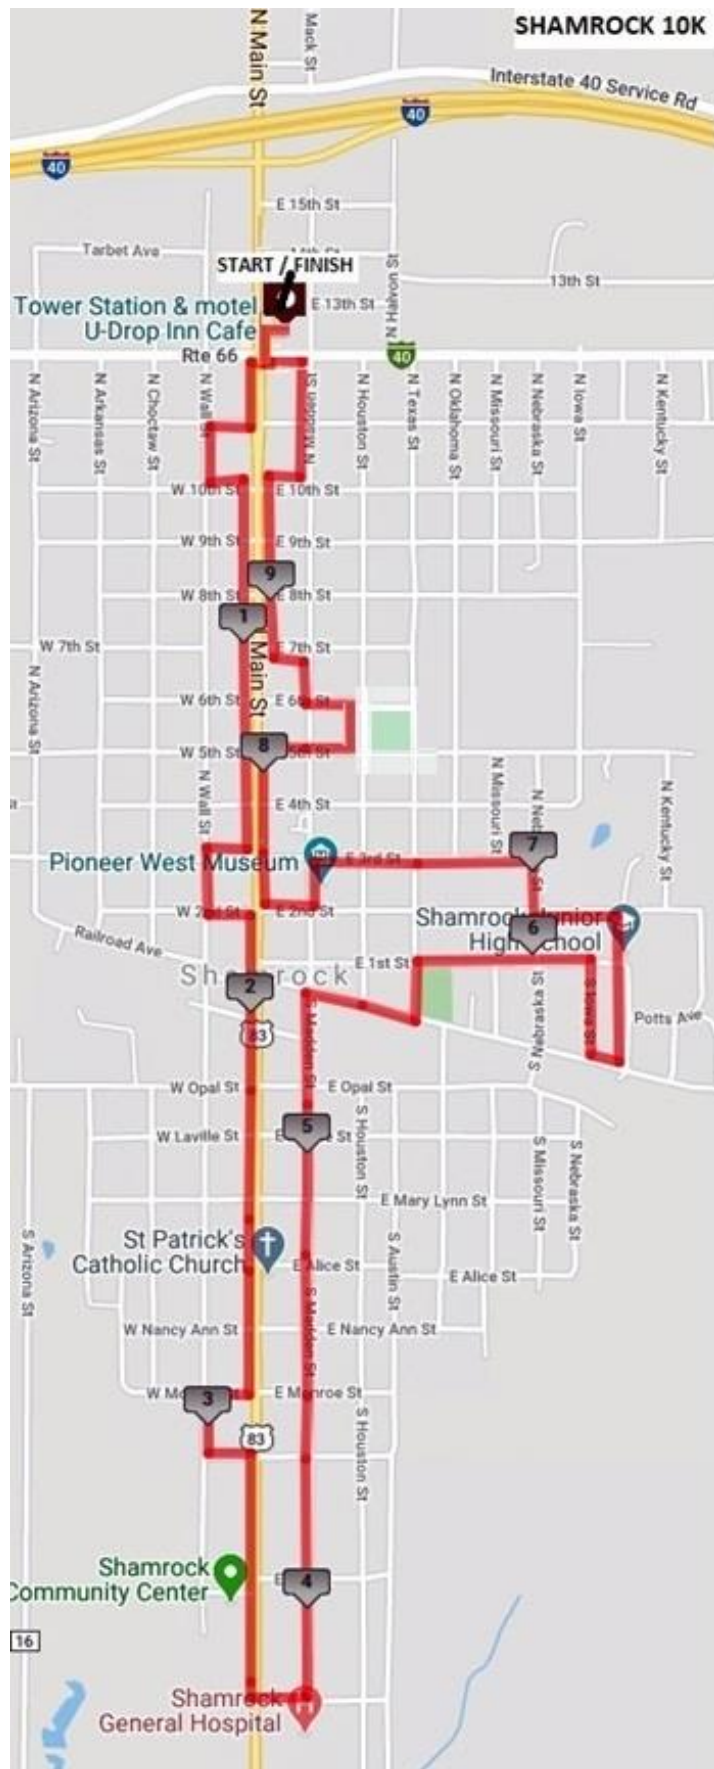 SHAMROCK 10K
Mack St
N Main St
Interstate 40 Service Rd
40
40
E 15th St
Tarbet Ave
START / FINISH
N Hutson St
13th St
Tower Station & motel
U-Drop Inn Cafe
E 13th St
Rte 66
40
N Arizona St
N Arkansas St
N Choctaw St
N Wall St
N Madden St
N Houston St
N Texas St
N Oklahoma St
N Missouri St
N Nebraska St
N Iowa St
N Kentucky St
W 10th St
E 10th St
W 9th St
E 9th St
9
W 8th St
E 8th St
1
W 7th St
E 7th St
N Arizona St
Main St
W 6th St
E 6th St
8
W 5th St
5th St
N Wall St
E 4th St
N Missouri St
N Kentucky St
7
Pioneer West Museum
E 3rd St
W 2nd St
E 2nd St
Shamrock Junior
High School
6
Railroad Ave
E 1st St
Shamrock
2
S Madden St
S Nebraska St
S Iowa St
Potts Ave
83
W Opal St
E Opal St
5
W Laville St
S Houston St
S Missouri St
S Nebraska St
E Mary Lynn St
S Arizona St
St Patrick's
Catholic Church
E Alice St
S Austin St
E Alice St
S Madden St
W Nancy Ann St
E Nancy Ann St
3
E Monroe St
83
S Houston St
Shamrock
Community Center
4
16
Shamrock
General Hospital